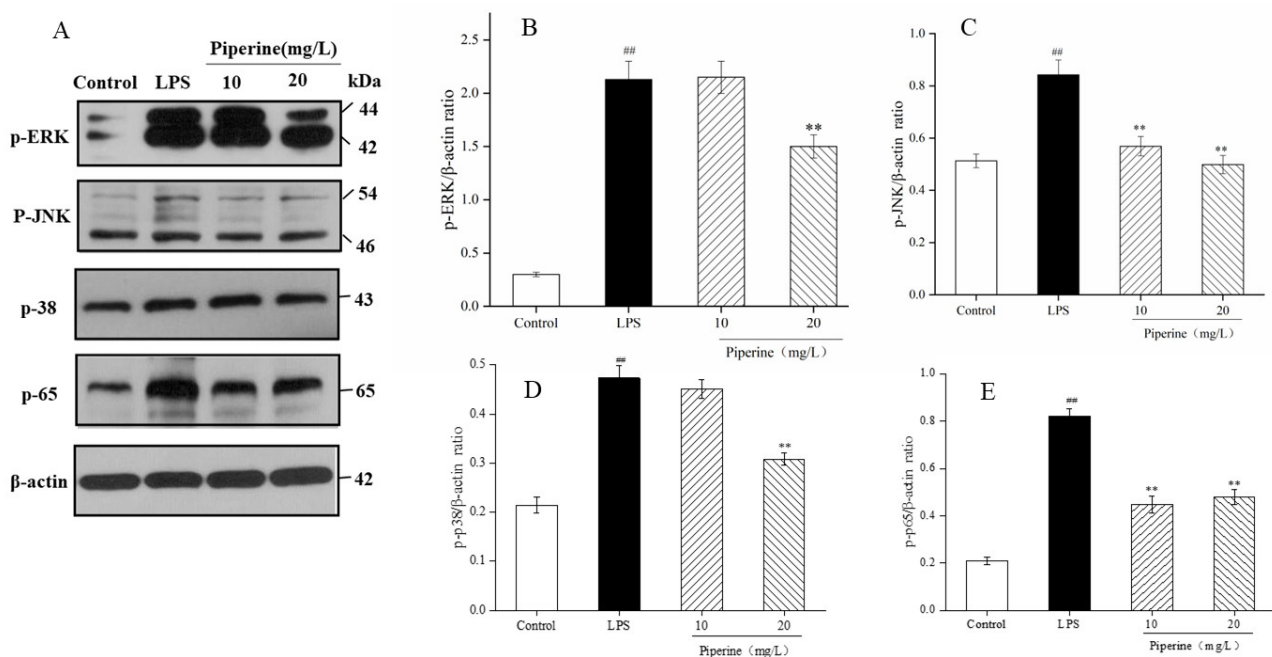 A
Piperine(mg/L)
Control LPS 10 20 kDa
p-ERK 44
42
P-JNK 54
46
p-38 43
p-65 65
β-actin 42
B
p-ERK/β-actin ratio
2.5
2.0
1.5
1.0
0.5
0.0
##
**
Control LPS 10 20
Piperine (mg/L)
C
p-JNK/β-actin ratio
1.0
0.8
0.6
0.4
0.2
0.0
##
**
**
Control LPS 10 20
Piperine（mg/L）
D
p-p38/β-actin ratio
0.5
0.4
0.3
0.2
0.1
0.0
##
**
Control LPS 10 20
Piperine（mg/L）
E
p-p65/β-actin ratio
1.0
0.8
0.6
0.4
0.2
0.0
##
**
**
Control LPS 10 20
Piperine（mg/L）